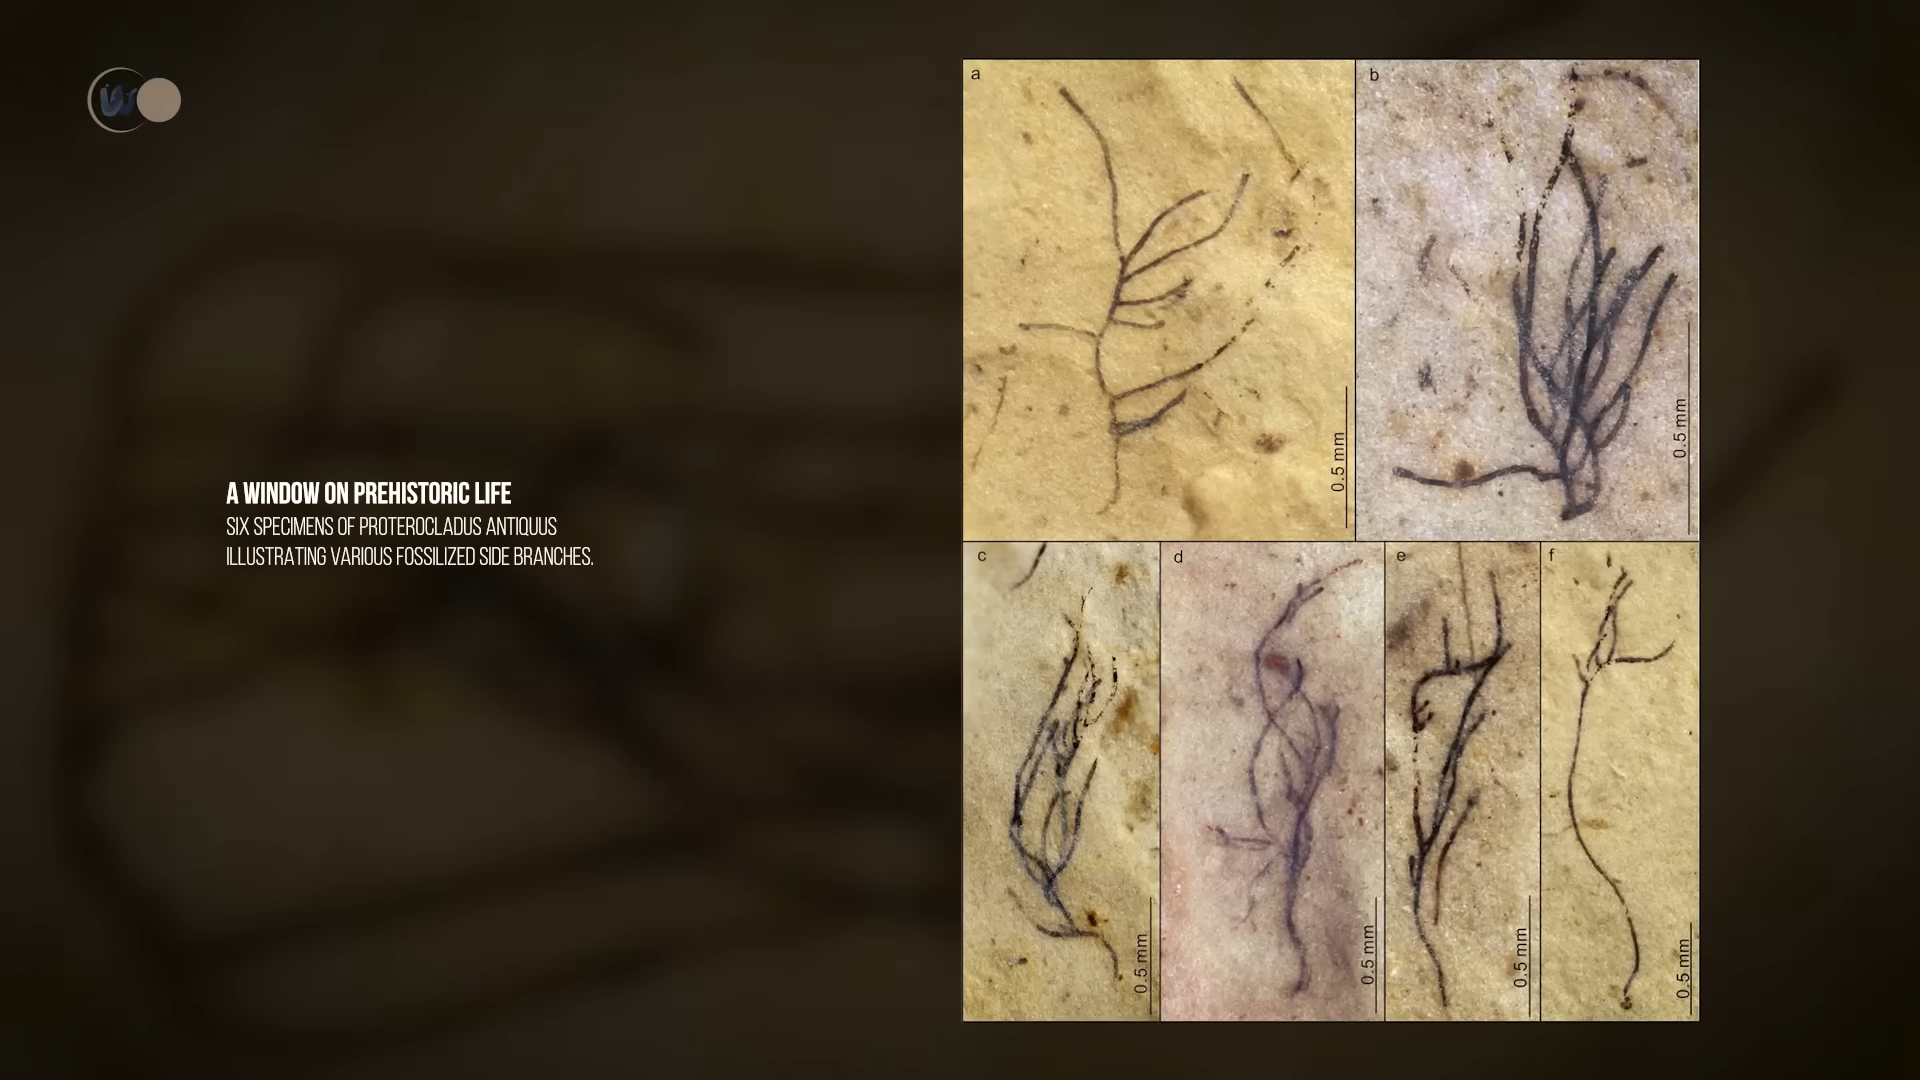 W
A WINDOW ON PREHISTORIC LIFE
SIX SPECIMENS OF PROTEROCLADUS ANTIQUUS
ILLUSTRATING VARIOUS FOSSILIZED SIDE BRANCHES.
a
0.5 mm
b
0.5 mm
c
0.5 mm
d
0.5 mm
e
0.5 mm
f
0.5 mm